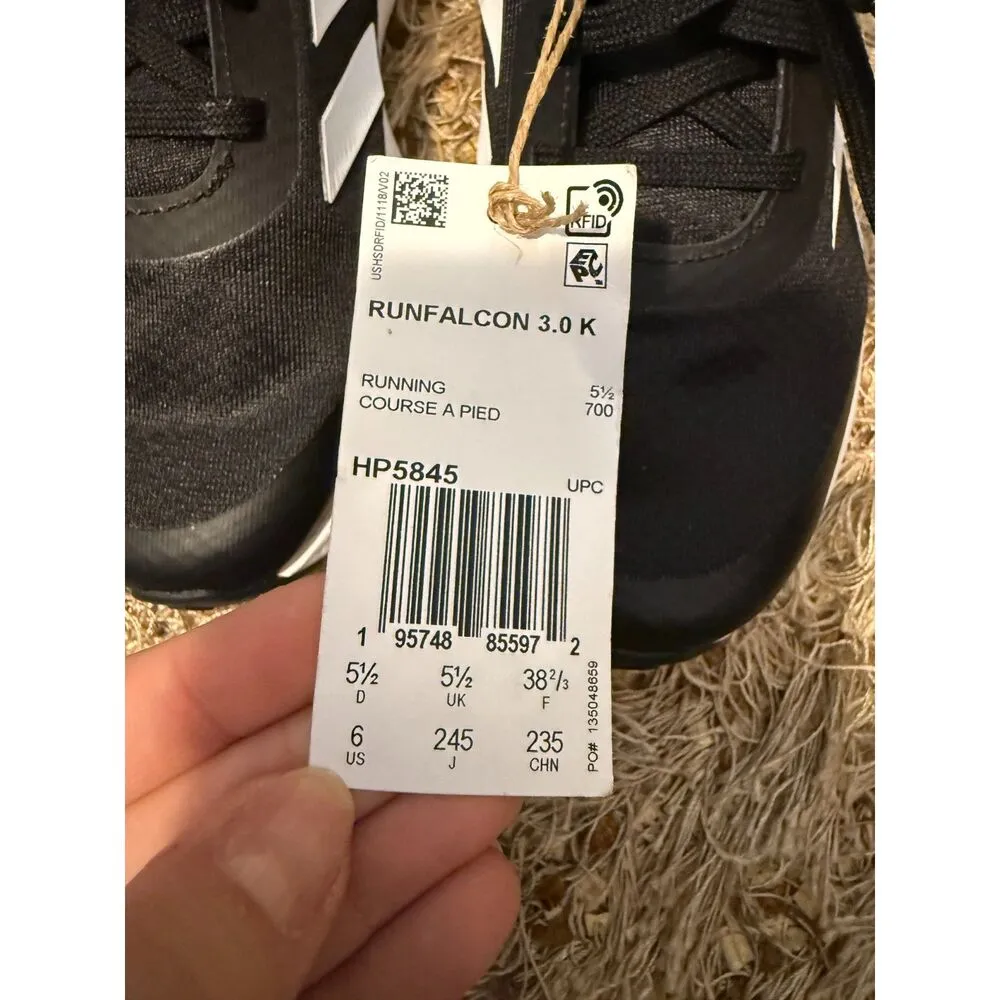 USHSDRFID/1118/V02
RFID
EPC™
RUNFALCON 3.0 K
RUNNING 5½
COURSE A PIED 700
HP5845
UPC
1 95748 85597 2
5½ 5½ 38²/₃
D UK F
6 245 235
US J CHN
PO# 135048659